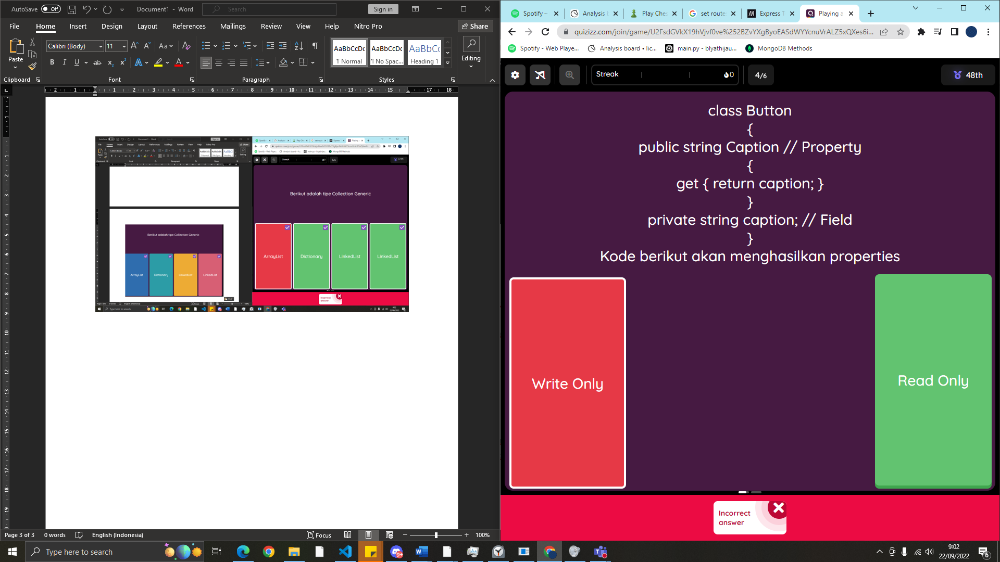 AutoSave Off Document1 - Word Search Sign in
File Home Insert Design Layout References Mailings Review View Help Nitro Pro Share
Paste
Calibri (Body) 11
AaBbCcDc AaBbCcDc AaBbCc
¶ Normal ¶ No Spac... Heading 1
Editing
Clipboard Font Paragraph Styles
Berikut adalah tipe Collection Generic
ArrayList Dictionary LinkedList LinkedList
Berikut adalah tipe Collection Generic
ArrayList Dictionary LinkedList LinkedList
Incorrect
answer
Page 3 of 3 0 words English (Indonesia) Focus 100%
Spotify – Analysis b Play Ches set route Express T Playing a
quizizz.com/join/game/U2FsdGVkX19hVjvf0ve%252BZvYXgByoEASdWYYcnuVrALZ5xQXes6i...
Spotify - Web Playe... Analysis board • lic... main.py - blyathijau... MongoDB Methods
Streak 0 4/6 48th
class Button
{
public string Caption // Property
{
get { return caption; }
}
private string caption; // Field
}
Kode berikut akan menghasilkan properties
Write Only
Read Only
Incorrect
answer
Type here to search
9:02
22/09/2022
6